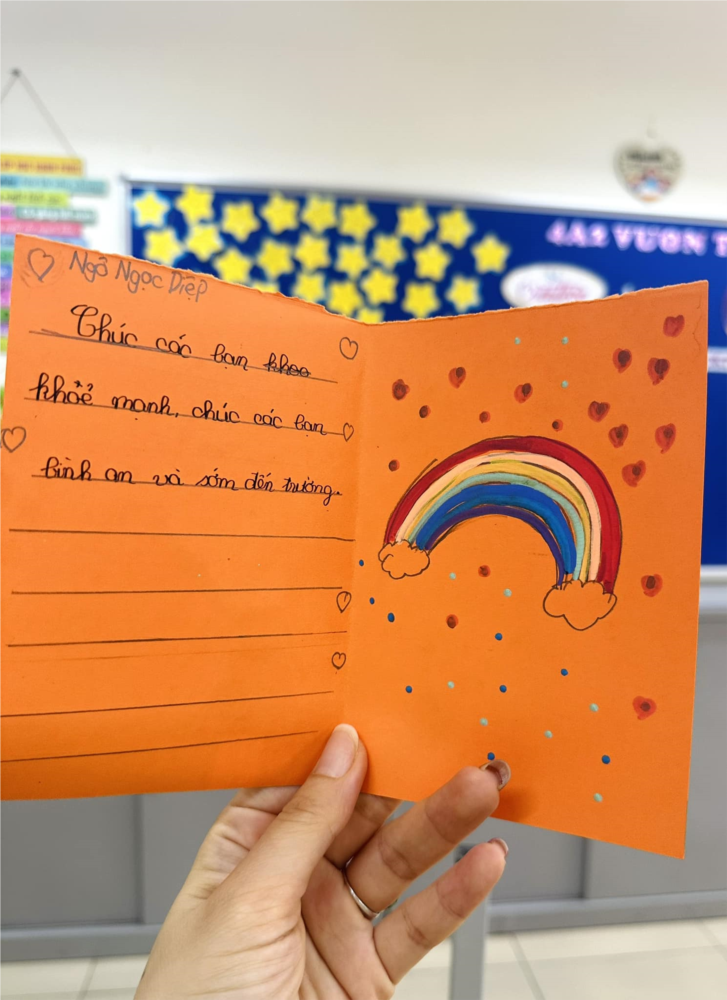 Ngô Ngọc Diệp
Chúc các bạn khoe
khoẻ mạnh, chúc các bạn
bình an và sớm đến trường.
4A2 VƯƠN